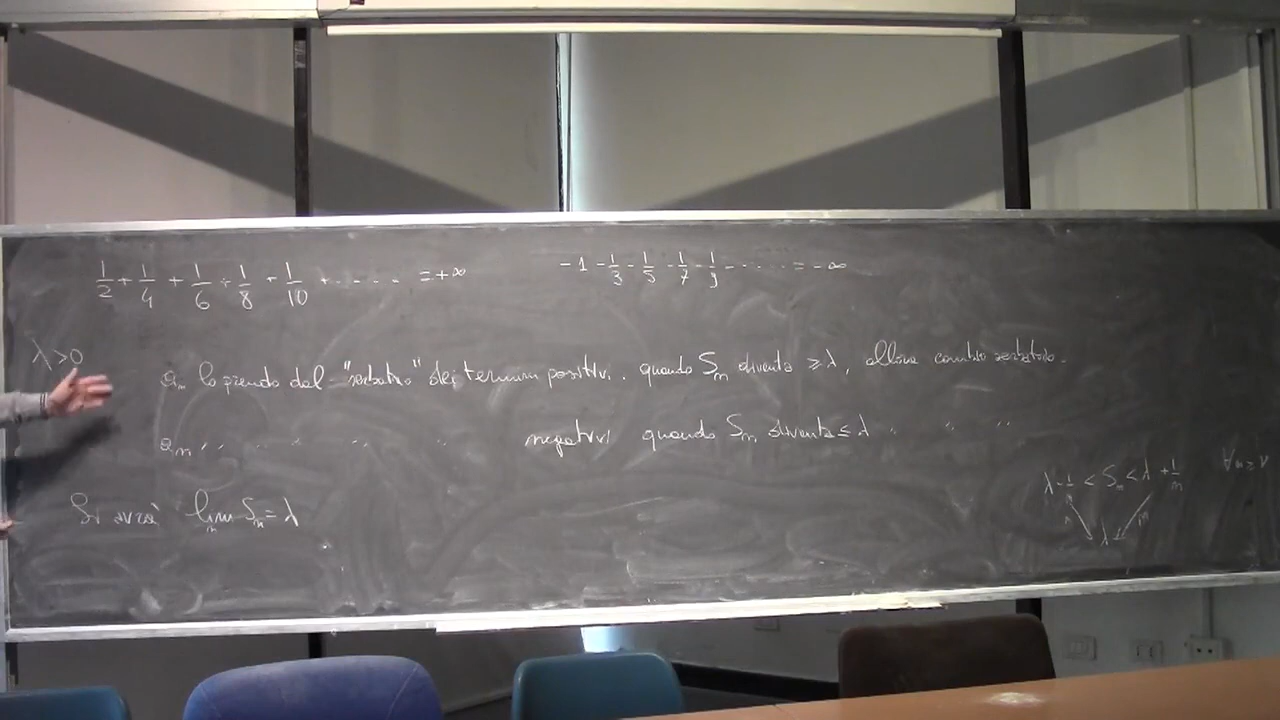 1/2 + 1/4 + 1/6 + 1/8 + 1/10 + . . . . . = +∞
-1 - 1/3 - 1/5 - 1/7 - 1/9 - . . . . . = -∞
λ > 0
a_n lo prendo dal "serbatoio" dei termini positivi. quando S_n diventa ≥ λ, allora cambio serbatoio.
a_n " " " " " negativi quando S_n diventa ≤ λ " " "
λ - 1/n < S_n < λ + 1/n ∀n ≥ ν
Si avrà lim_n S_n = λ
λ